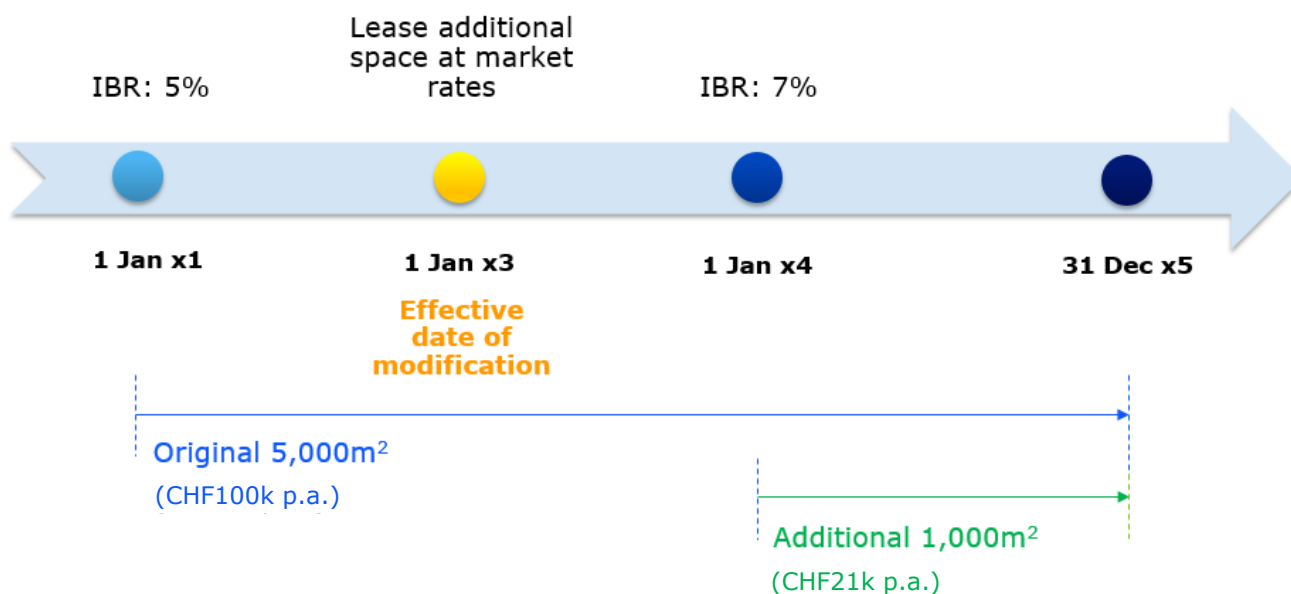 Lease additional
space at market
rates
IBR: 5%
IBR: 7%
1 Jan x1
1 Jan x3
1 Jan x4
31 Dec x5
Effective
date of
modification
Original 5,000m²
(CHF100k p.a.)
Additional 1,000m²
(CHF21k p.a.)